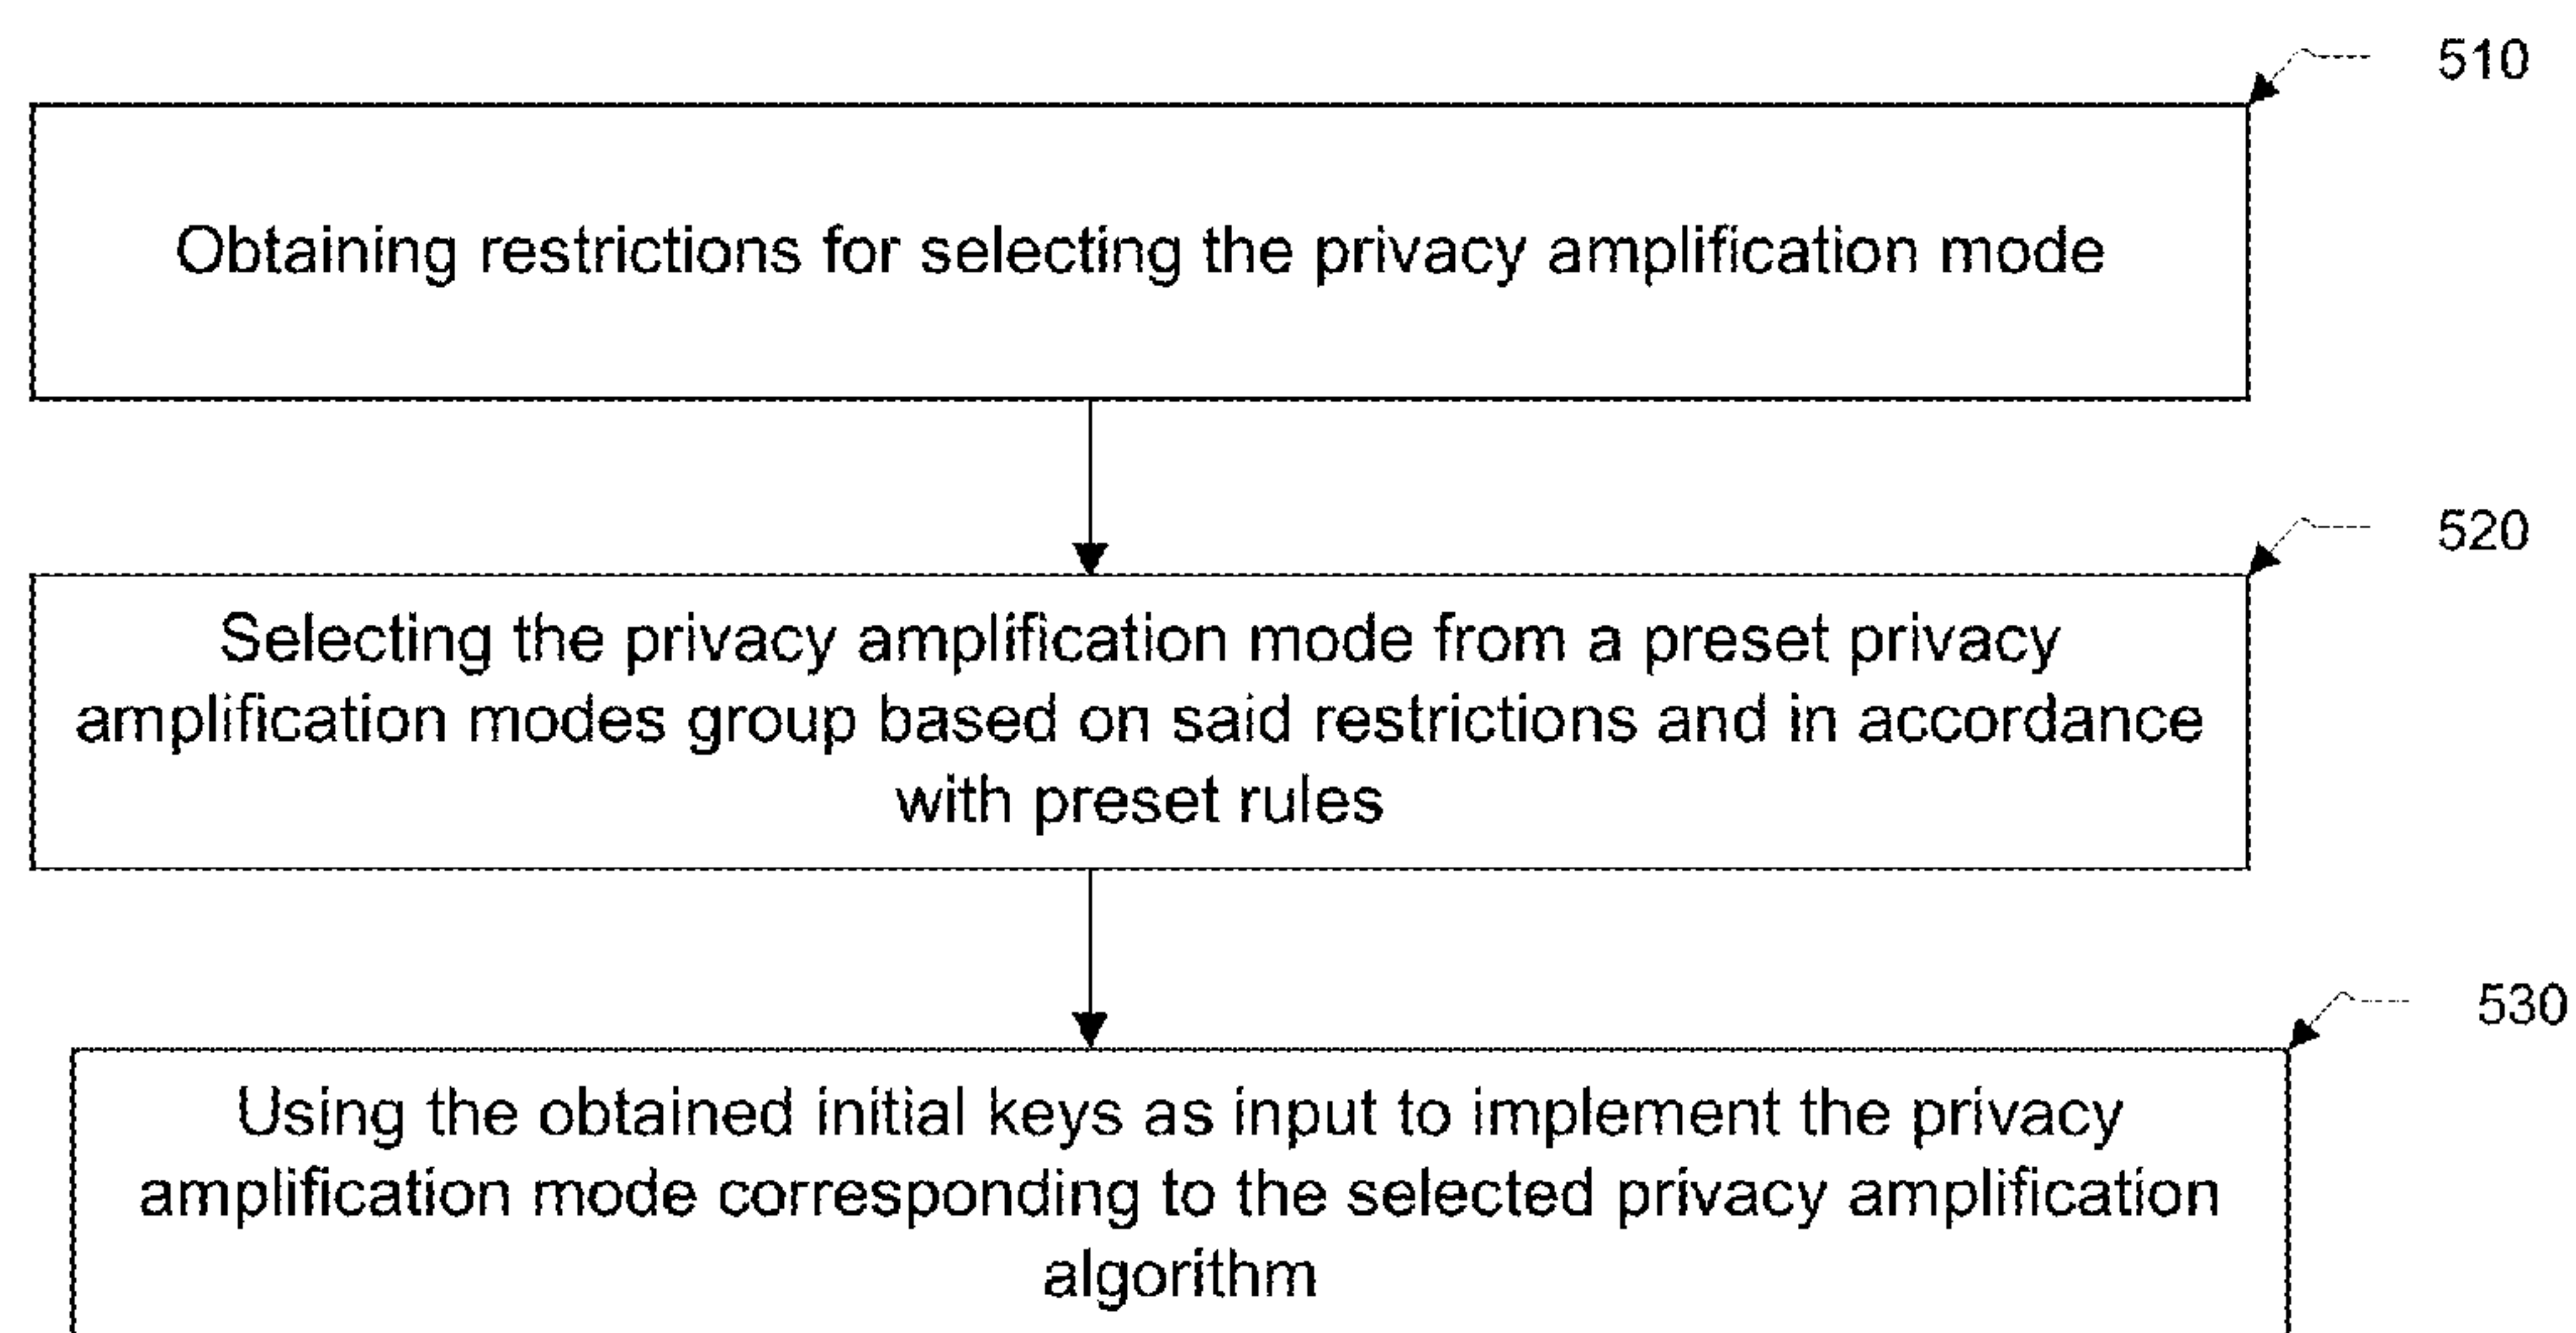 510
Obtaining restrictions for selecting the privacy amplification mode
520
Selecting the privacy amplification mode from a preset privacy
amplification modes group based on said restrictions and in accordance
with preset rules
530
Using the obtained initial keys as input to implement the privacy
amplification mode corresponding to the selected privacy amplification
algorithm